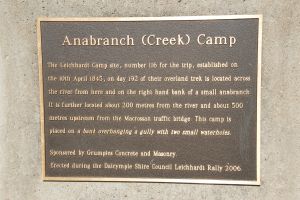 Anabranch (Creek) Camp
The Leichhardt Camp site, number 116 for the trip, established on
the 10th April 1845, on day 192 of their overland trek is located across
the river from here and on the right hand bank of a small anabranch.
It is further located about 200 metres from the river and about 500
metres upstream from the Macrossan traffic bridge. This camp is
placed on a bank overhanging a gully with two small waterholes.
Sponsored by Grumpies Concrete and Masonry.
Erected during the Dalrymple Shire Council Leichhardt Rally 2006.